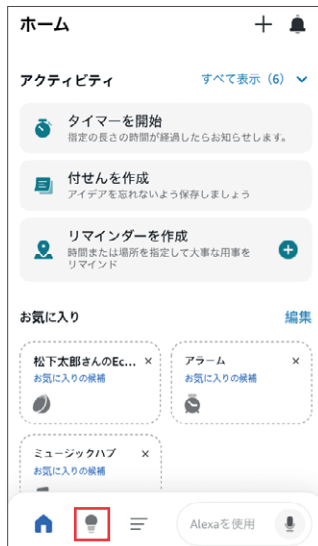 ホーム
アクティビティ
すべて表示（6）
タイマーを開始
指定の長さの時間が経過したらお知らせします。
付せんを作成
アイデアを忘れないよう保存しましょう
リマインダーを作成
時間または場所を指定して大事な用事を
リマインド
お気に入り
編集
松下太郎さんのEc... ×
お気に入りの候補
アラーム ×
お気に入りの候補
ミュージックハブ ×
お気に入りの候補
Alexaを使用